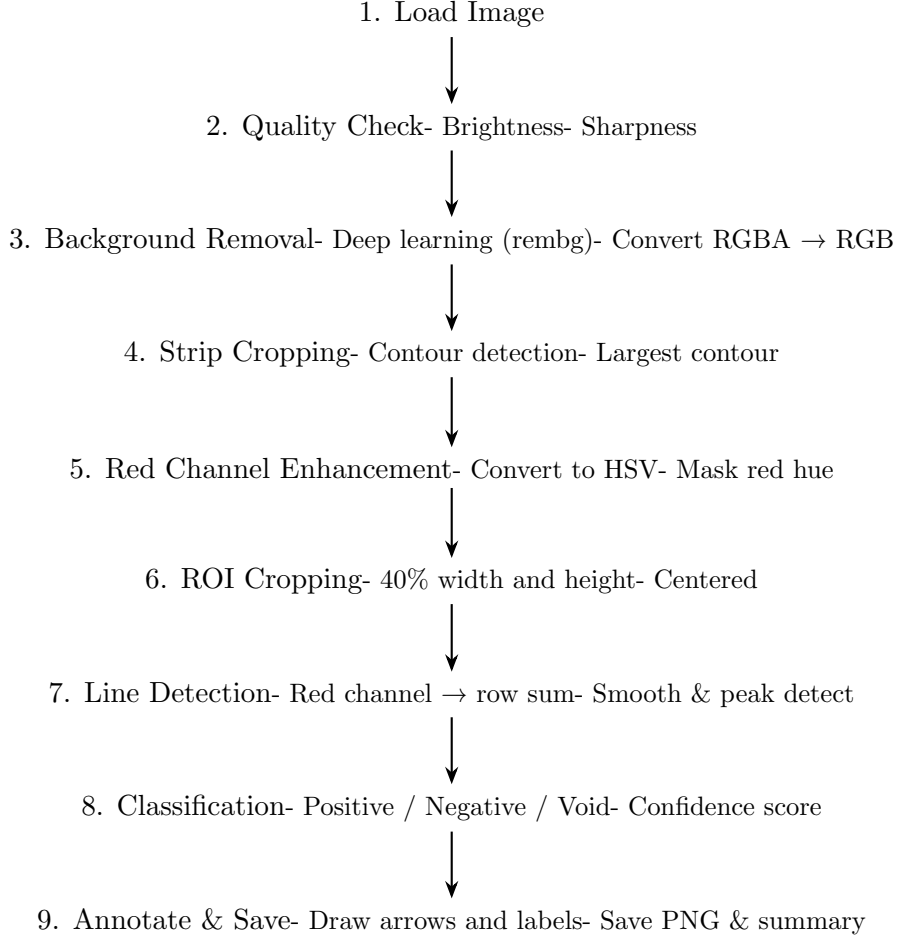 1. Load Image
2. Quality Check- Brightness- Sharpness
3. Background Removal- Deep learning (rembg)- Convert RGBA → RGB
4. Strip Cropping- Contour detection- Largest contour
5. Red Channel Enhancement- Convert to HSV- Mask red hue
6. ROI Cropping- 40% width and height- Centered
7. Line Detection- Red channel → row sum- Smooth & peak detect
8. Classification- Positive / Negative / Void- Confidence score
9. Annotate & Save- Draw arrows and labels- Save PNG & summary